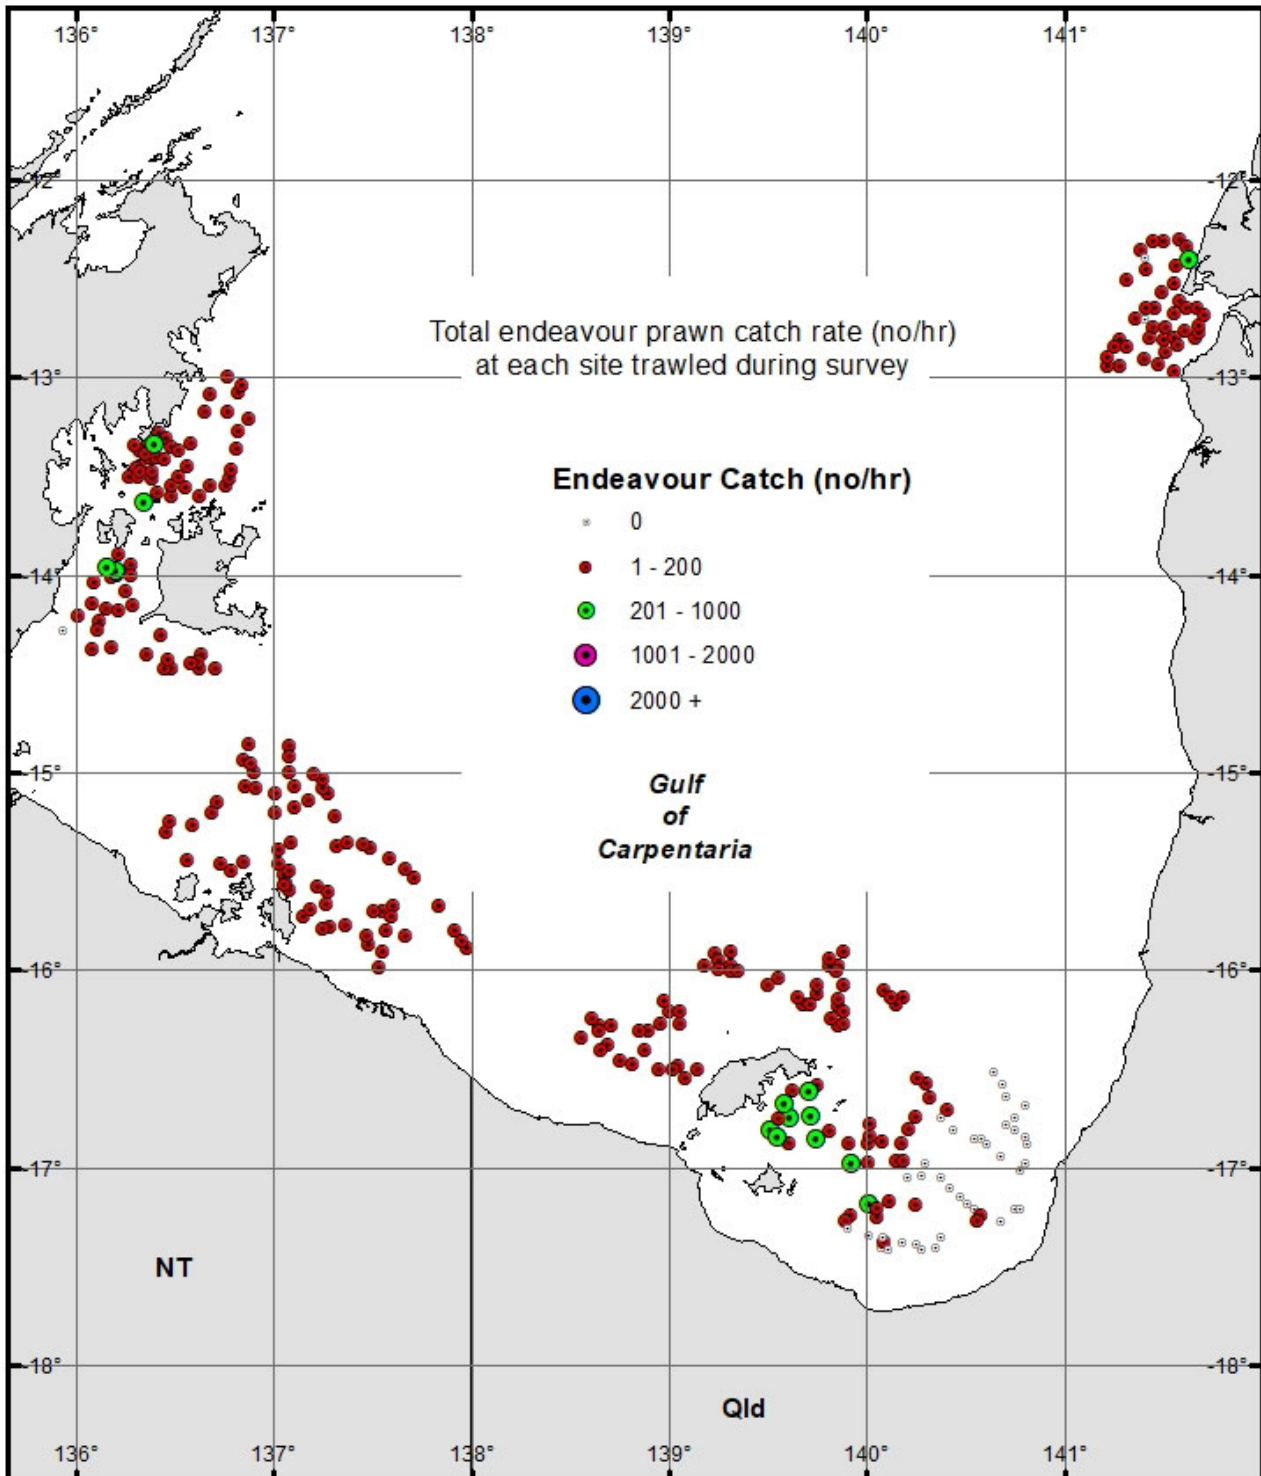 136° 137° 138° 139° 140° 141°
-12 -12°
Total endeavour prawn catch rate (no/hr)
at each site trawled during survey
-13° -13°
Endeavour Catch (no/hr)
0
1 - 200
201 - 1000
1001 - 2000
2000 +
-14° -14°
-15° -15°
Gulf
of
Carpentaria
-16° -16°
-17° -17°
NT
-18° -18°
Qld
136° 137° 138° 139° 140° 141°